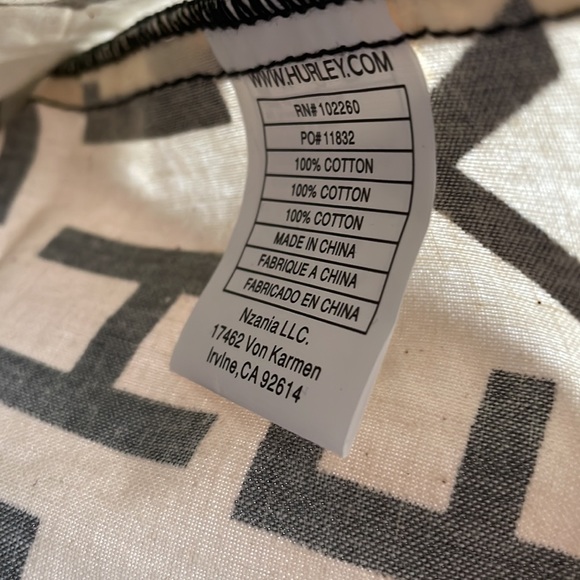 WWW.HURLEY.COM
RN# 102260
PO# 11832
100% COTTON
100% COTTON
100% COTTON
MADE IN CHINA
FABRIQUE A CHINA
FABRICADO EN CHINA
Nzania LLC.
17462 Von Karmen
Irvine,CA 92614